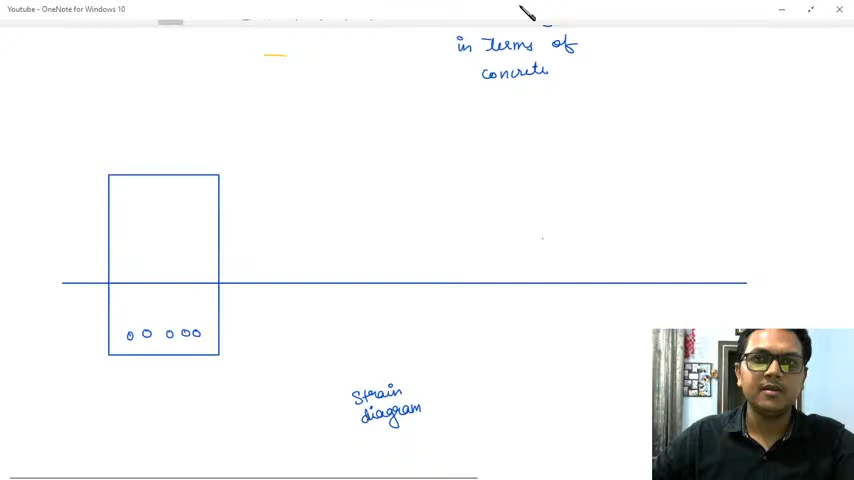 Youtube - OneNote for Windows 10
in terms of
concrete
Strain
diagram